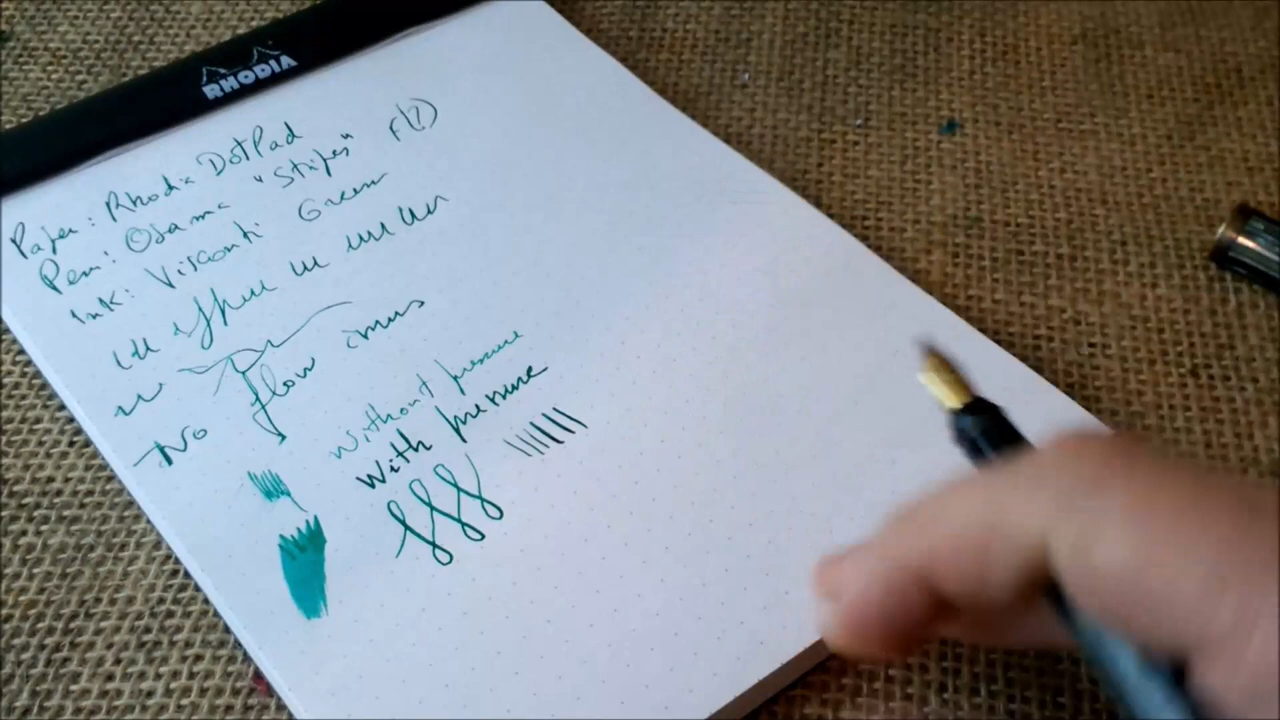 RHODIA
Paper: Rhodia DotPad
Pen: Osama "Stripes" F(?)
Ink: Visconti Green
No flow
Without pressure
With pressure